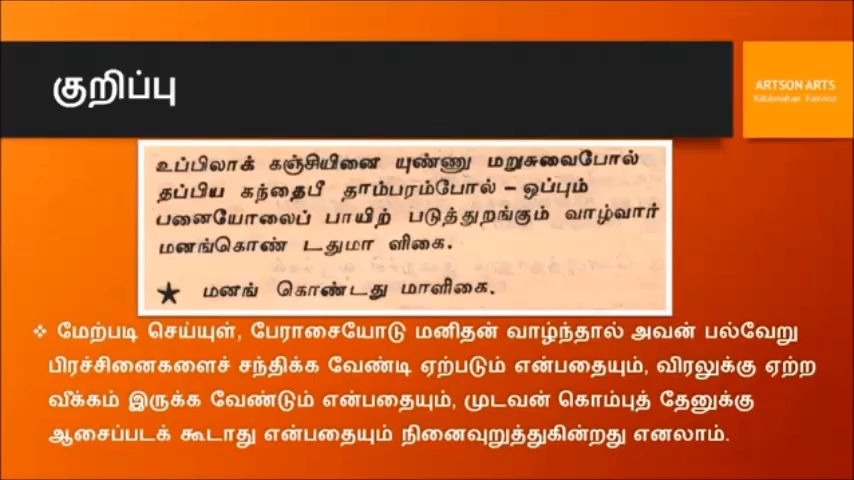 குறிப்பு
ARTSON ARTS
உப்பிலாக் கஞ்சியினை யுண்ணு மறுசுவைபோல்
தப்பிய கந்தைபீ தாம்பரம்போல் – ஒப்பும்
பனையோலைப் பாயிற் படுத்துறங்கும் வாழ்வார்
மனங்கொண் டதுமா ளிகை.
★ மனங் கொண்டது மாளிகை.
❖ மேற்படி செய்யுள், பேராசையோடு மனிதன் வாழ்ந்தால் அவன் பல்வேறு
பிரச்சினைகளைச் சந்திக்க வேண்டி ஏற்படும் என்பதையும், விரலுக்கு ஏற்ற
வீக்கம் இருக்க வேண்டும் என்பதையும், முடவன் கொம்புத் தேனுக்கு
ஆசைப்படக் கூடாது என்பதையும் நினைவுறுத்துகின்றது எனலாம்.